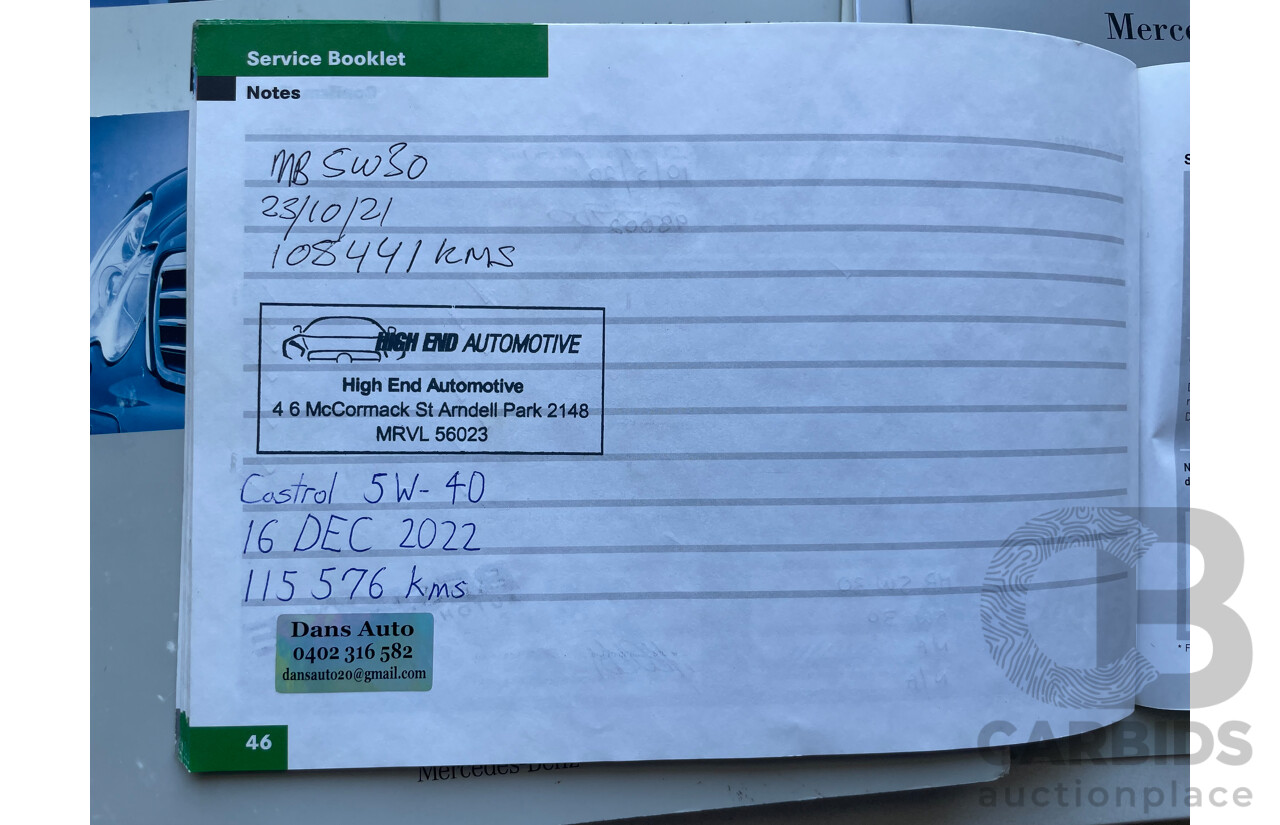 Merce
Service Booklet
Notes
MB 5W30
23/10/21
108441 KMS
HIGH END AUTOMOTIVE
High End Automotive
4 6 McCormack St Arndell Park 2148
MRVL 56023
Castrol 5W-40
16 DEC 2022
115 576 kms
Dans Auto
0402 316 582
dansauto20@gmail.com
46
Mercedes-Benz
CARBIDS
auctionplace